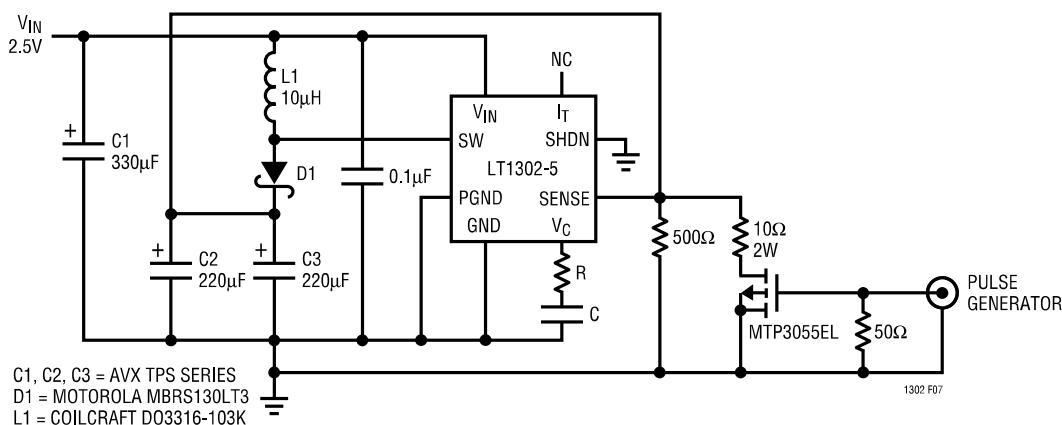 VIN
2.5V
C1
330µF
+
L1
10µH
D1
0.1µF
C2
220µF
+
C3
220µF
+
NC
VIN
IT
SW
SHDN
LT1302-5
PGND
SENSE
GND
VC
R
C
500Ω
10Ω
2W
MTP3055EL
50Ω
PULSE
GENERATOR
C1, C2, C3 = AVX TPS SERIES
D1 = MOTOROLA MBRS130LT3
L1 = COILCRAFT DO3316-103K
1302 F07